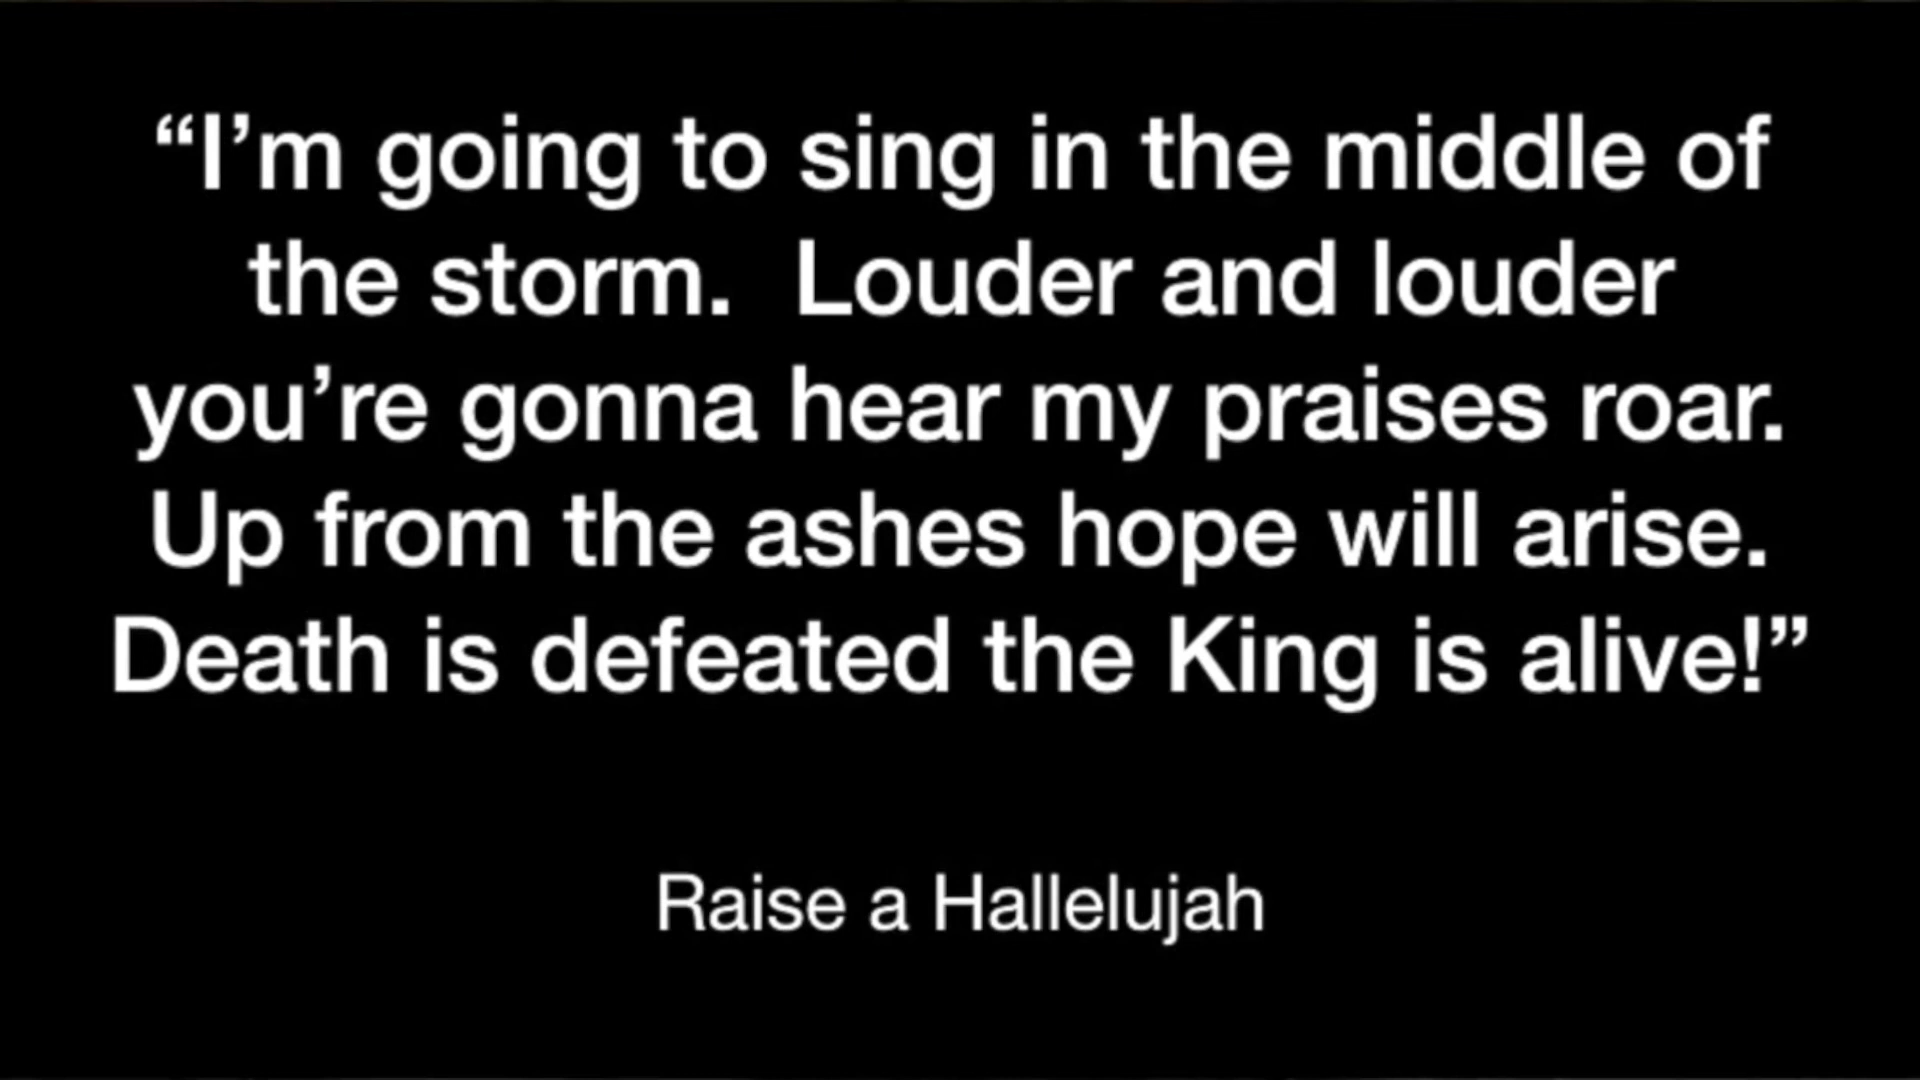 “I’m going to sing in the middle of
the storm.  Louder and louder
you’re gonna hear my praises roar.
Up from the ashes hope will arise.
Death is defeated the King is alive!”
Raise a Hallelujah